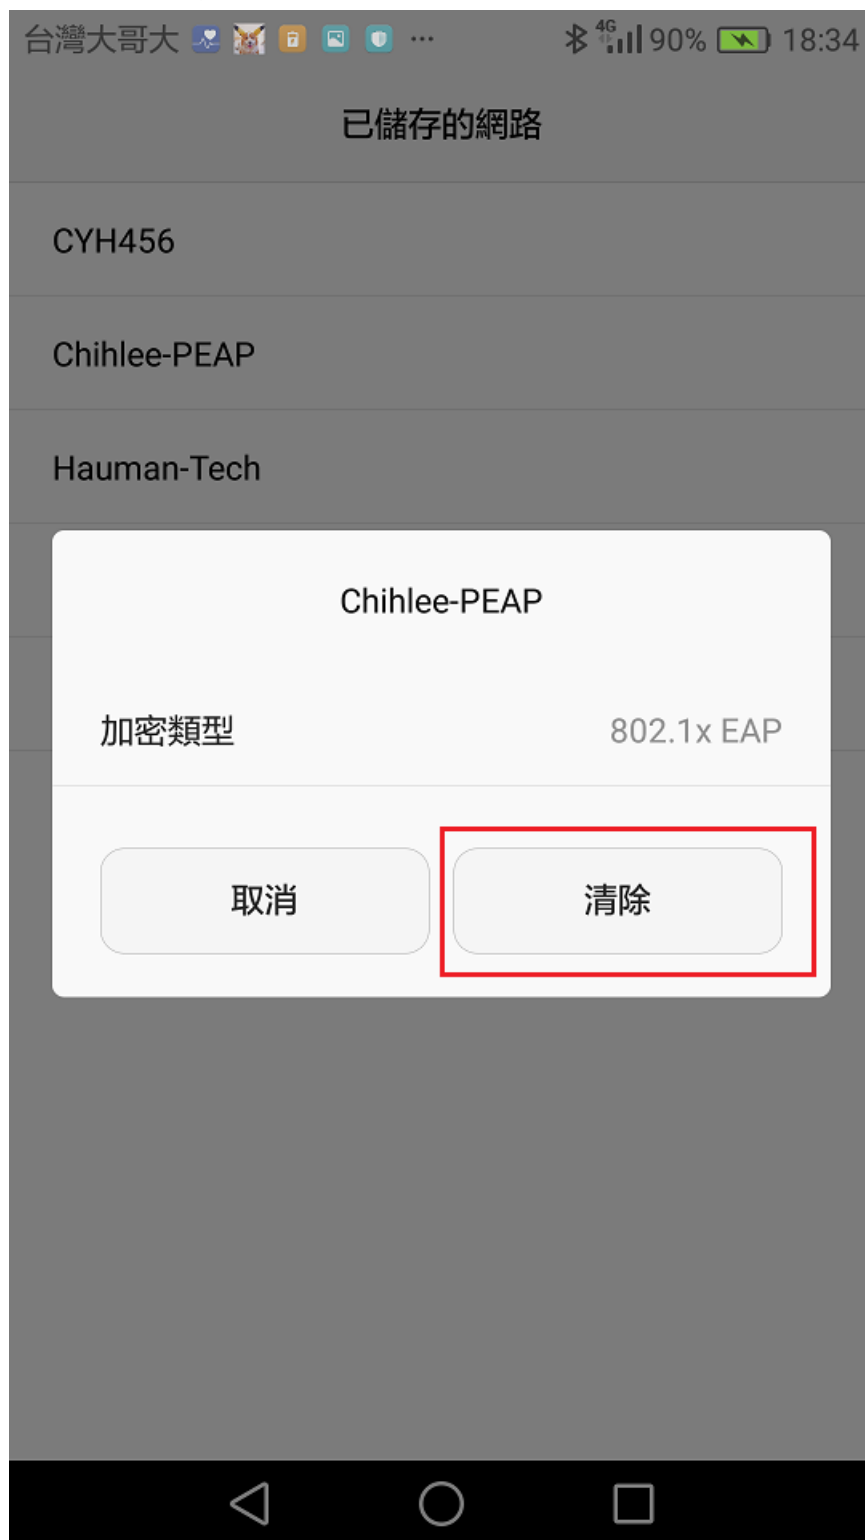 台灣大哥大 ... 4G 90% 18:34
已儲存的網路
CYH456
Chihlee-PEAP
Hauman-Tech
Chihlee-PEAP
加密類型 802.1x EAP
取消 清除